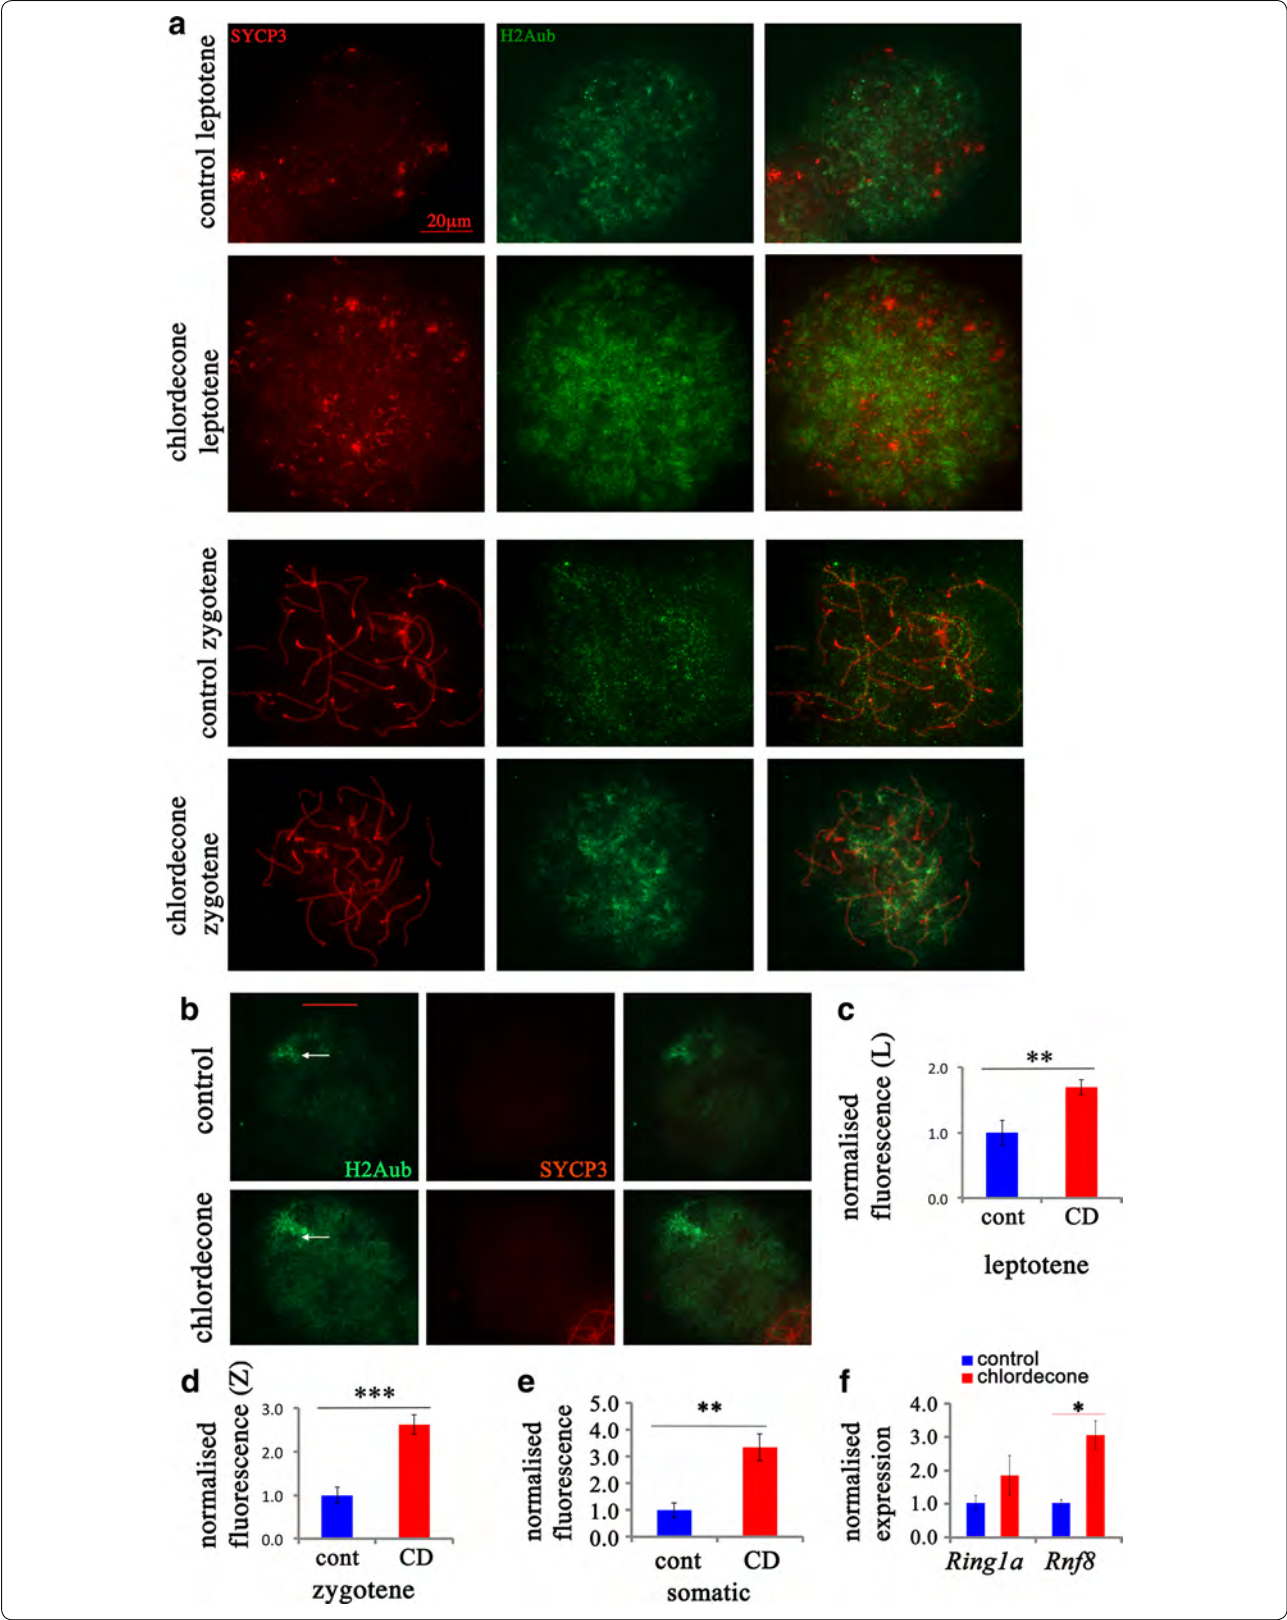 a
SYCP3
H2Aub
control leptotene
20µm
chlordecone
leptotene
control zygotene
chlordecone
zygotene
b
control
H2Aub
SYCP3
chlordecone
c
normalised
fluorescence (L)
**
2.0
1.0
0.0
cont
CD
leptotene
d
normalised
fluorescence (Z)
***
3.0
2.0
1.0
0.0
cont
CD
zygotene
e
normalised
fluorescence
**
5.0
4.0
3.0
2.0
1.0
0.0
cont
CD
somatic
f
control
chlordecone
normalised
expression
*
4.0
3.0
2.0
1.0
0.0
Ring1a
Rnf8